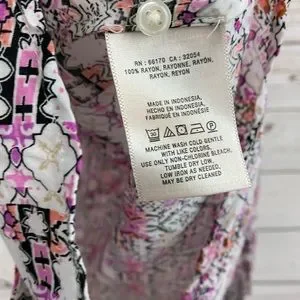 RN : 66170 CA : 32054
100% RAYON, RAYONNE, RAYÓN,
RAYON, REYON
MADE IN INDONESIA,
HECHO EN INDONESIA,
FABRIQUÉ EN INDONÉSIE
MACHINE WASH COLD GENTLE
WITH LIKE COLORS,
USE ONLY NON-CHLORINE BLEACH,
TUMBLE DRY LOW,
LOW IRON AS NEEDED,
MAY BE DRY CLEANED